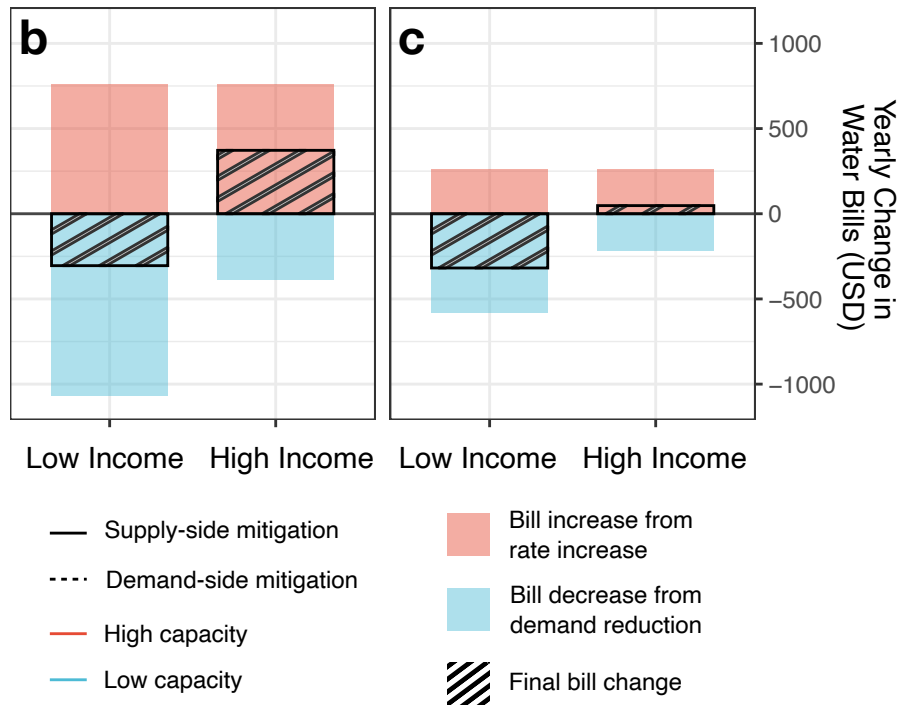 b
c
1000
500
0
−500
−1000
Yearly Change in
Water Bills (USD)
Low Income
High Income
Low Income
High Income
Supply-side mitigation
Demand-side mitigation
High capacity
Low capacity
Bill increase from
rate increase
Bill decrease from
demand reduction
Final bill change